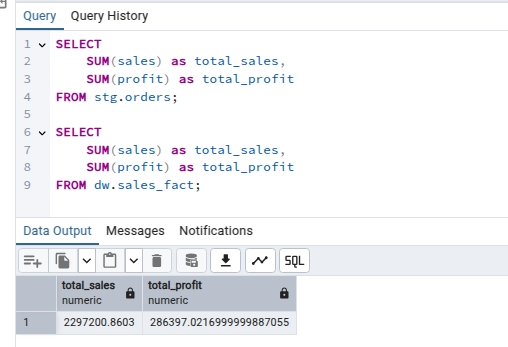 Query Query History
1 SELECT
2 SUM(sales) as total_sales,
3 SUM(profit) as total_profit
4 FROM stg.orders;
5
6 SELECT
7 SUM(sales) as total_sales,
8 SUM(profit) as total_profit
9 FROM dw.sales_fact;
Data Output Messages Notifications
SQL
total_sales total_profit
numeric numeric
1 2297200.8603 286397.0216999999887055